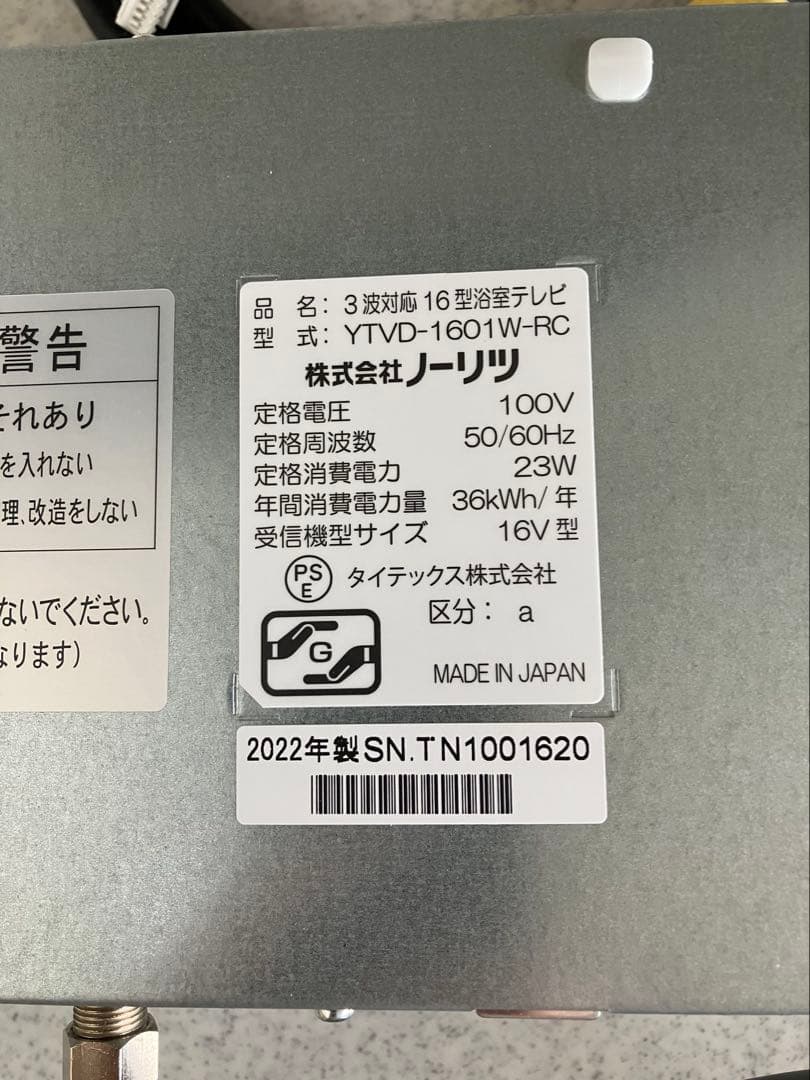 警告
それあり
を入れない
理、改造をしない
ないでください。
なります)
品 名: 3波対応16型浴室テレビ
型 式: YTVD-1601W-RC
株式会社ノーリツ
定格電圧 100V
定格周波数 50/60Hz
定格消費電力 23W
年間消費電力量 36kWh/年
受信機型サイズ 16V型
PSE タイテックス株式会社
区分: a
G
MADE IN JAPAN
2022年製SN.TN1001620